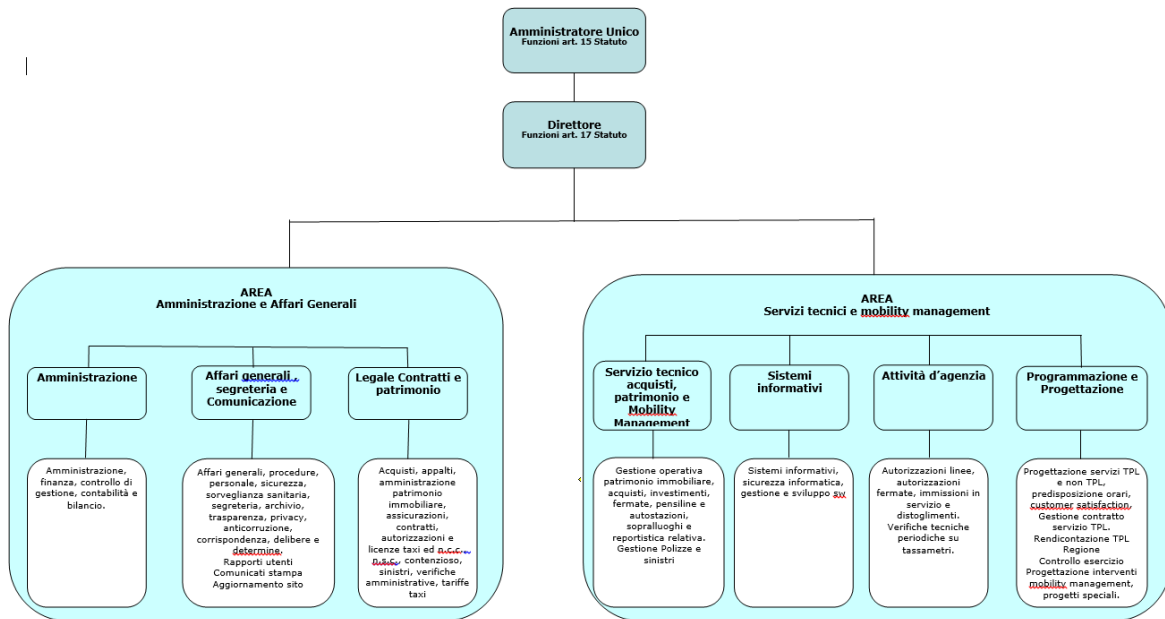 Amministratore Unico
Funzioni art. 15 Statuto
Direttore
Funzioni art. 17 Statuto
AREA
Amministrazione e Affari Generali
Amministrazione
Affari generali ,
segreteria e
Comunicazione
Legale Contratti e
patrimonio
Amministrazione,
finanza, controllo di
gestione, contabilità e
bilancio.
Affari generali, procedure,
personale, sicurezza,
sorveglianza sanitaria,
segreteria, archivio,
trasparenza, privacy,
anticorruzione,
corrispondenza, delibere e
determine.
Rapporti utenti
Comunicati stampa
Aggiornamento sito
Acquisti, appalti,
amministrazione
patrimonio
immobiliare,
assicurazioni,
contratti,
autorizzazioni e
licenze taxi ed n.c.c.,
n.s.c., contenzioso,
sinistri, verifiche
amministrative, tariffe
taxi
AREA
Servizi tecnici e mobility management
Servizio tecnico
acquisti,
patrimonio e
Mobility
Management
Sistemi
informativi
Attività d’agenzia
Programmazione e
Progettazione
Gestione operativa
patrimonio immobiliare,
acquisti, investimenti,
fermate, pensiline e
autostazioni,
sopralluoghi e
reportistica relativa.
Gestione Polizze e
sinistri
Sistemi informativi,
sicurezza informatica,
gestione e sviluppo sw
Autorizzazioni linee,
autorizzazioni
fermate, immissioni in
servizio e
distoglimenti.
Verifiche tecniche
periodiche su
tassametri.
Progettazione servizi TPL
e non TPL,
predisposizione orari,
customer satisfaction,
Gestione contratto
servizio TPL.
Rendicontazione TPL
Regione
Controllo esercizio
Progettazione interventi
mobility management,
progetti speciali.